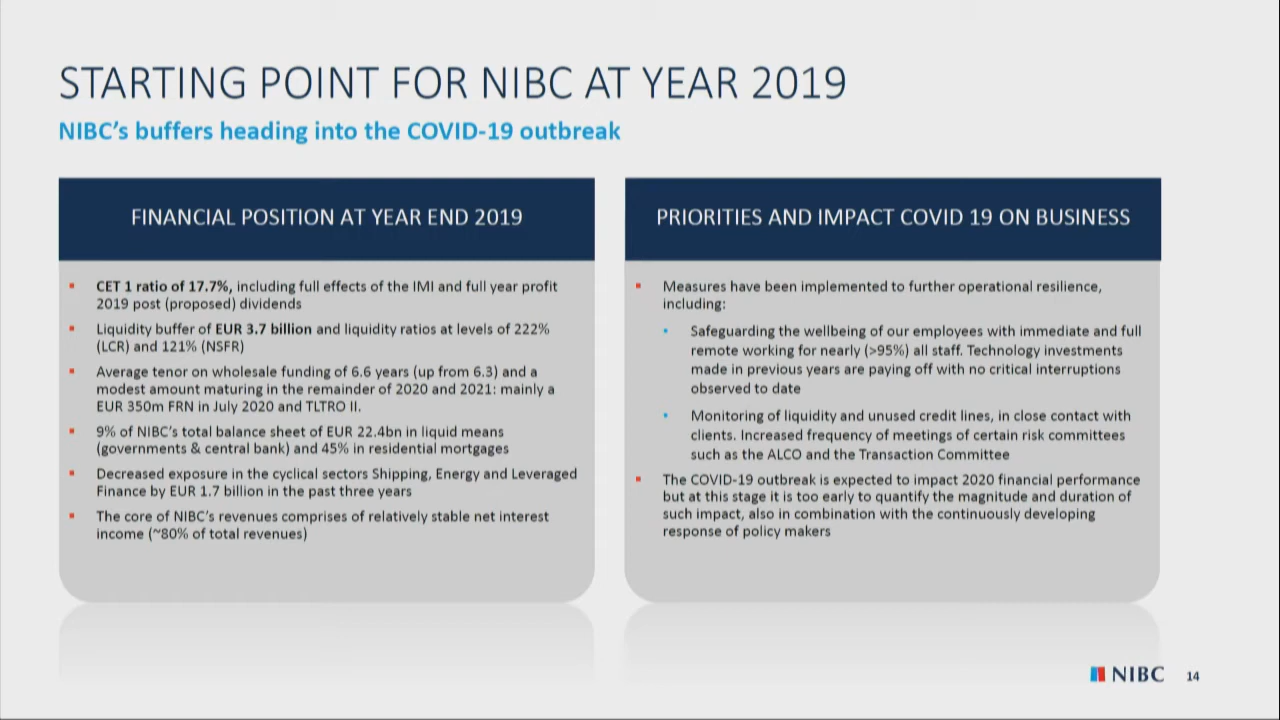 STARTING POINT FOR NIBC AT YEAR 2019
NIBC's buffers heading into the COVID-19 outbreak
FINANCIAL POSITION AT YEAR END 2019
CET 1 ratio of 17.7%, including full effects of the IMI and full year profit
2019 post (proposed) dividends
Liquidity buffer of EUR 3.7 billion and liquidity ratios at levels of 222%
(LCR) and 121% (NSFR)
Average tenor on wholesale funding of 6.6 years (up from 6.3) and a
modest amount maturing in the remainder of 2020 and 2021: mainly a
EUR 350m FRN in July 2020 and TLTRO II.
9% of NIBC's total balance sheet of EUR 22.4bn in liquid means
(governments & central bank) and 45% in residential mortgages
Decreased exposure in the cyclical sectors Shipping, Energy and Leveraged
Finance by EUR 1.7 billion in the past three years
The core of NIBC's revenues comprises of relatively stable net interest
income (~80% of total revenues)
PRIORITIES AND IMPACT COVID 19 ON BUSINESS
Measures have been implemented to further operational resilience,
including:
Safeguarding the wellbeing of our employees with immediate and full
remote working for nearly (>95%) all staff. Technology investments
made in previous years are paying off with no critical interruptions
observed to date
Monitoring of liquidity and unused credit lines, in close contact with
clients. Increased frequency of meetings of certain risk committees
such as the ALCO and the Transaction Committee
The COVID-19 outbreak is expected to impact 2020 financial performance
but at this stage it is too early to quantify the magnitude and duration of
such impact, also in combination with the continuously developing
response of policy makers
NIBC 14